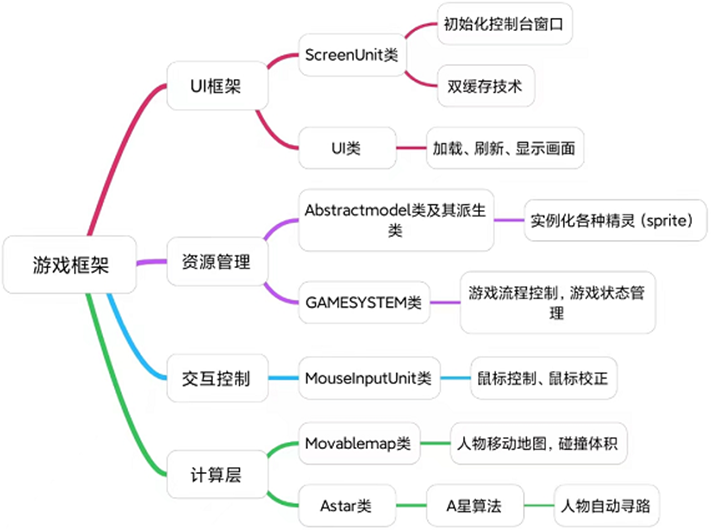 游戏框架
UI框架
ScreenUnit类
初始化控制台窗口
双缓存技术
UI类
加载、刷新、显示画面
资源管理
Abstractmodel类及其派生
类
实例化各种精灵（sprite）
GAMESYSTEM类
游戏流程控制，游戏状态管
理
交互控制
MouseInputUnit类
鼠标控制、鼠标校正
计算层
Movablemap类
人物移动地图，碰撞体积
Astar类
A星算法
人物自动寻路